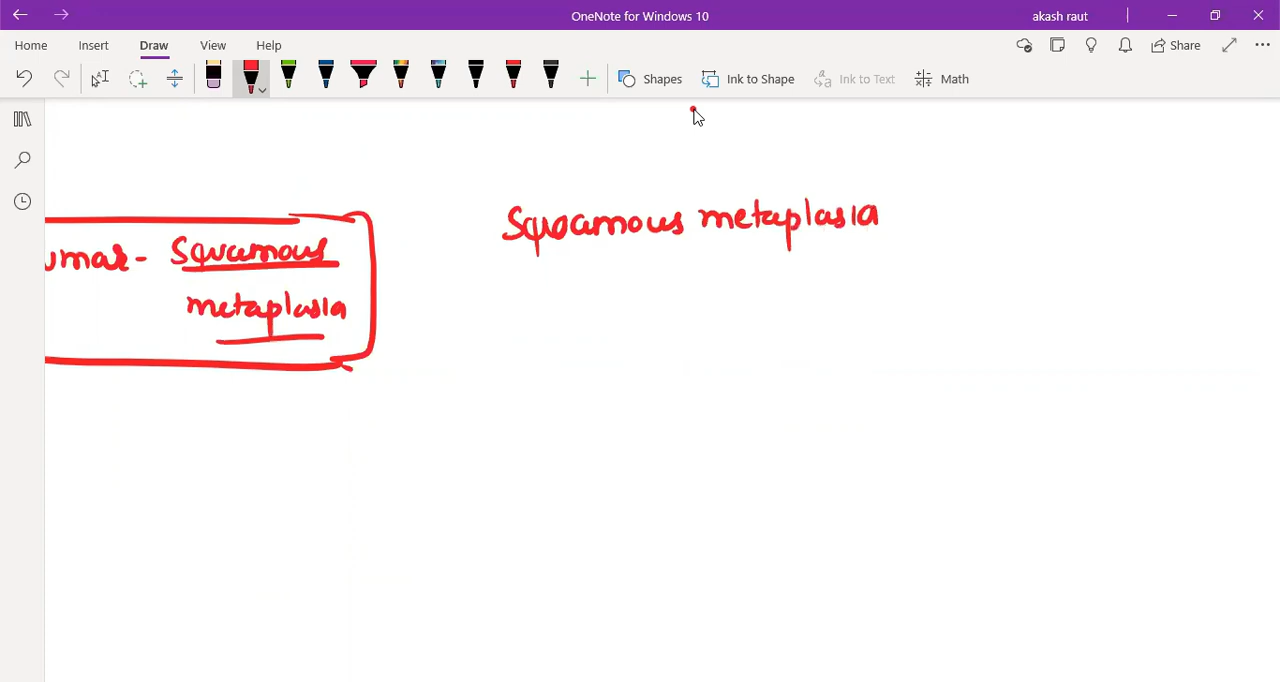 OneNote for Windows 10
akash raut
Home Insert Draw View Help
Share
Shapes
Ink to Shape
Ink to Text
Math
umar - Squamous
metaplasia
Squamous metaplasia